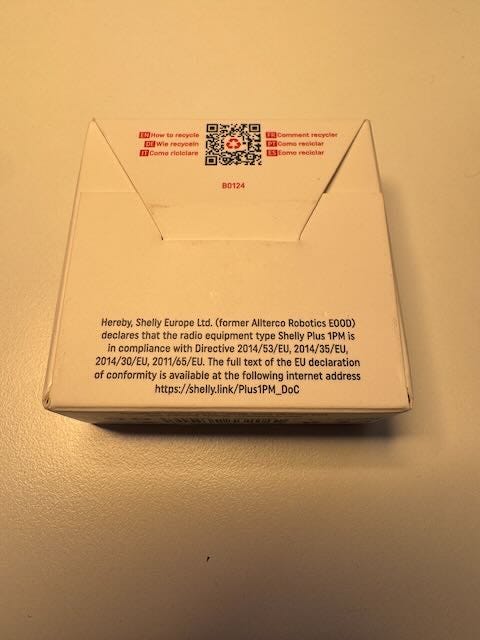 EN How to recycle
DE Wie recyceln
IT Como riciclare
FR Comment recycler
PT Como reciclar
ES Eomo reciclar
B0124
Hereby, Shelly Europe Ltd. (former Allterco Robotics EOOD)
declares that the radio equipment type Shelly Plus 1PM is
in compliance with Directive 2014/53/EU, 2014/35/EU,
2014/30/EU, 2011/65/EU. The full text of the EU declaration
of conformity is available at the following internet address
https://shelly.link/Plus1PM_DoC